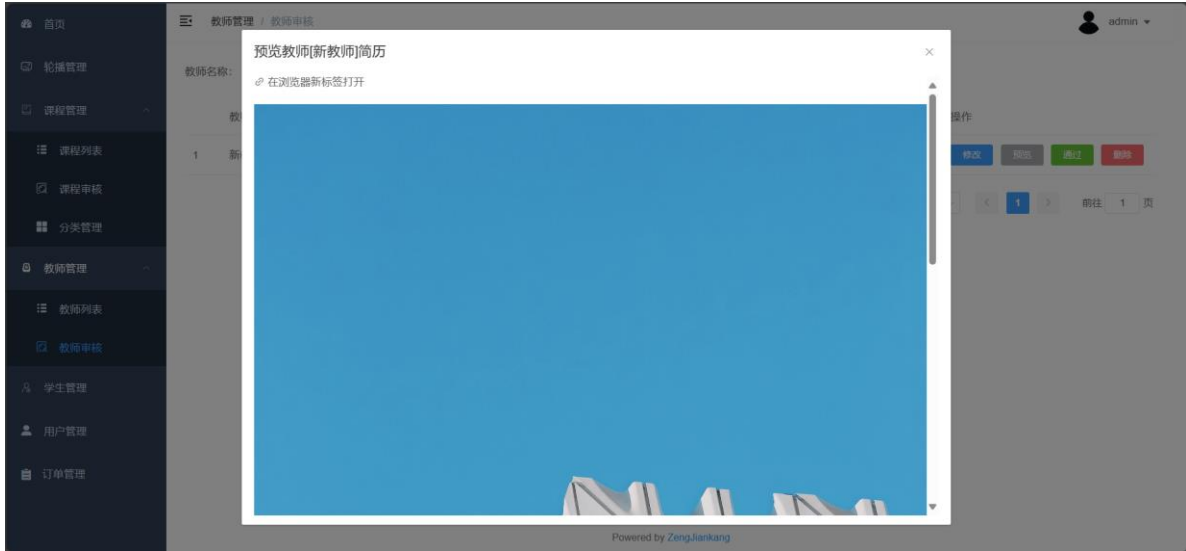 首页
轮播管理
课程管理
课程列表
课程审核
分类管理
教师管理
教师列表
教师审核
学生管理
用户管理
订单管理
教师管理 / 教师审核
admin
教师名称:
预览教师[新教师]简历
在浏览器新标签打开
操作
1 新
修改 预览 通过 删除
1 前往 1 页
Powered by ZengJiankang